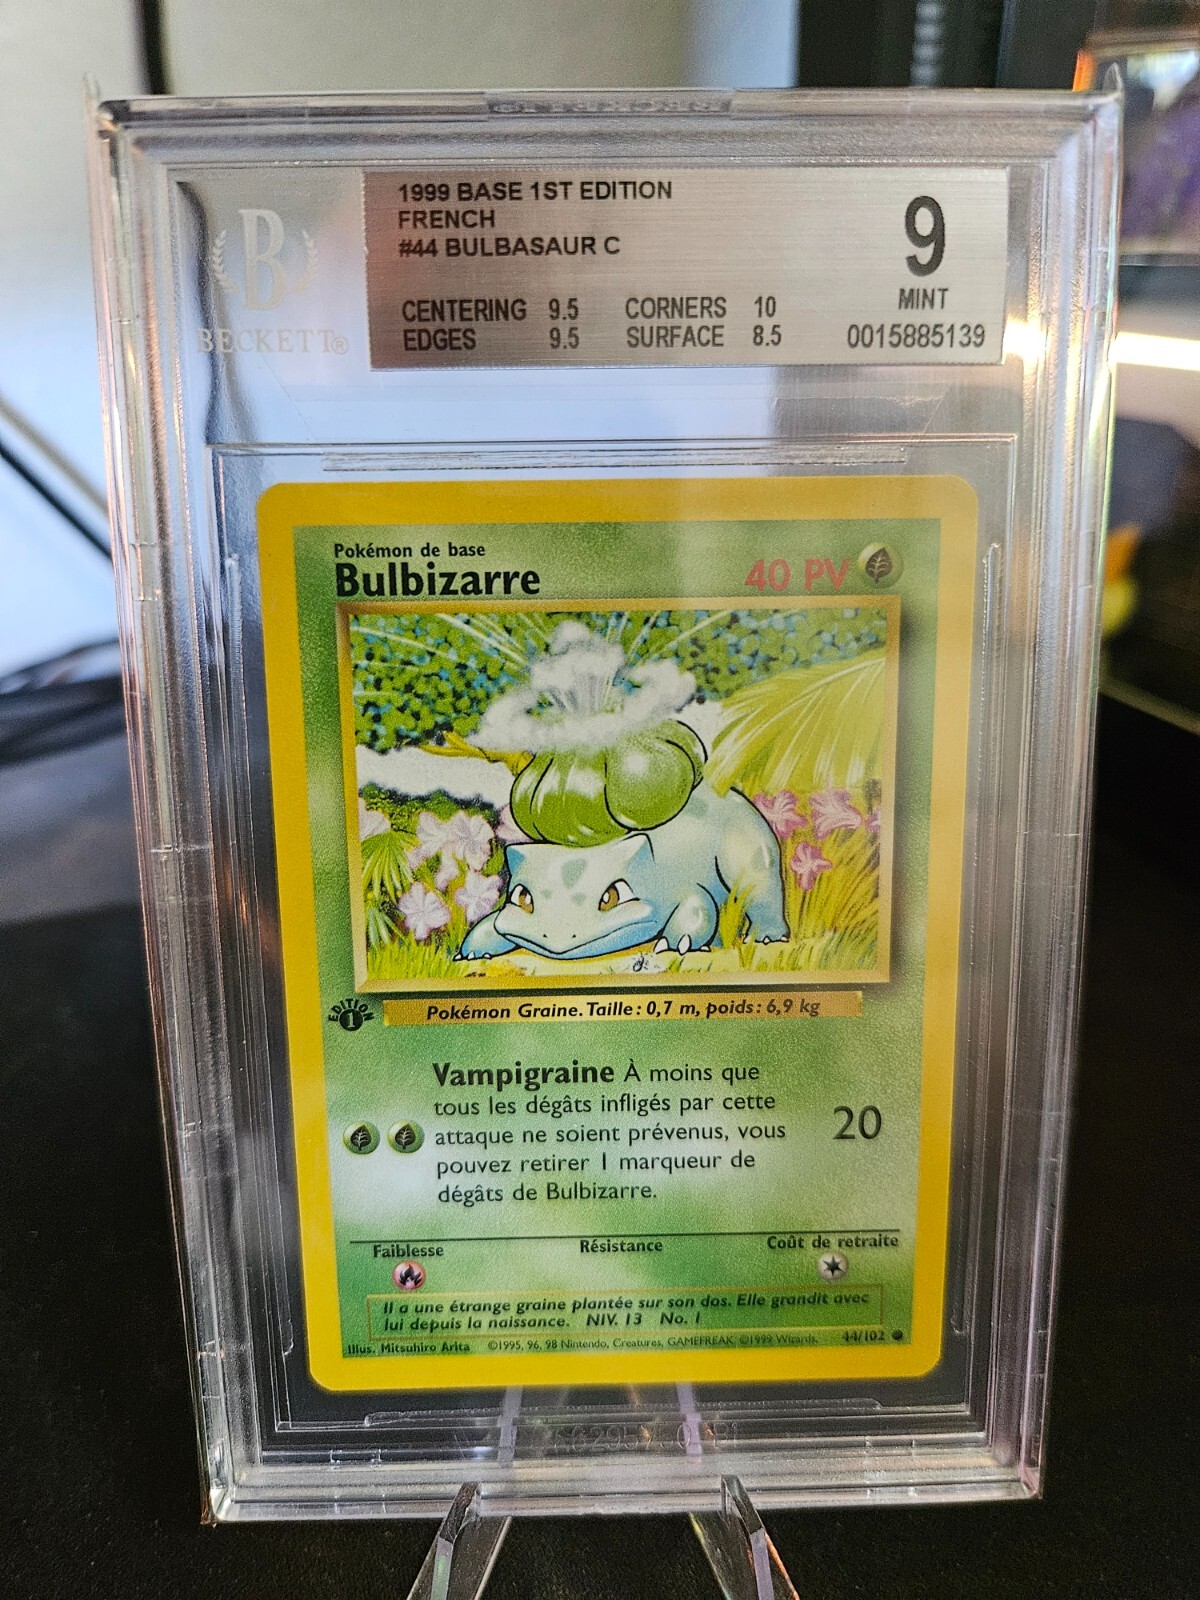 1999 BASE 1ST EDITION
FRENCH
#44 BULBASAUR C
9
MINT
CENTERING 9.5 CORNERS 10
EDGES 9.5 SURFACE 8.5
0015885139
B
BECKETT®
Pokémon de base
Bulbizarre
40 PV
EDITION
1
Pokémon Graine. Taille : 0,7 m, poids : 6,9 kg
Vampigraine À moins que
tous les dégâts infligés par cette
attaque ne soient prévenus, vous
pouvez retirer 1 marqueur de
dégâts de Bulbizarre.
20
Faiblesse Résistance Coût de retraite
Il a une étrange graine plantée sur son dos. Elle grandit avec
lui depuis la naissance. NIV. 13 No. 1
Illus. Mitsuhiro Arita ©1995, 96, 98 Nintendo, Creatures, GAMEFREAK. ©1999 Wizards. 44/102